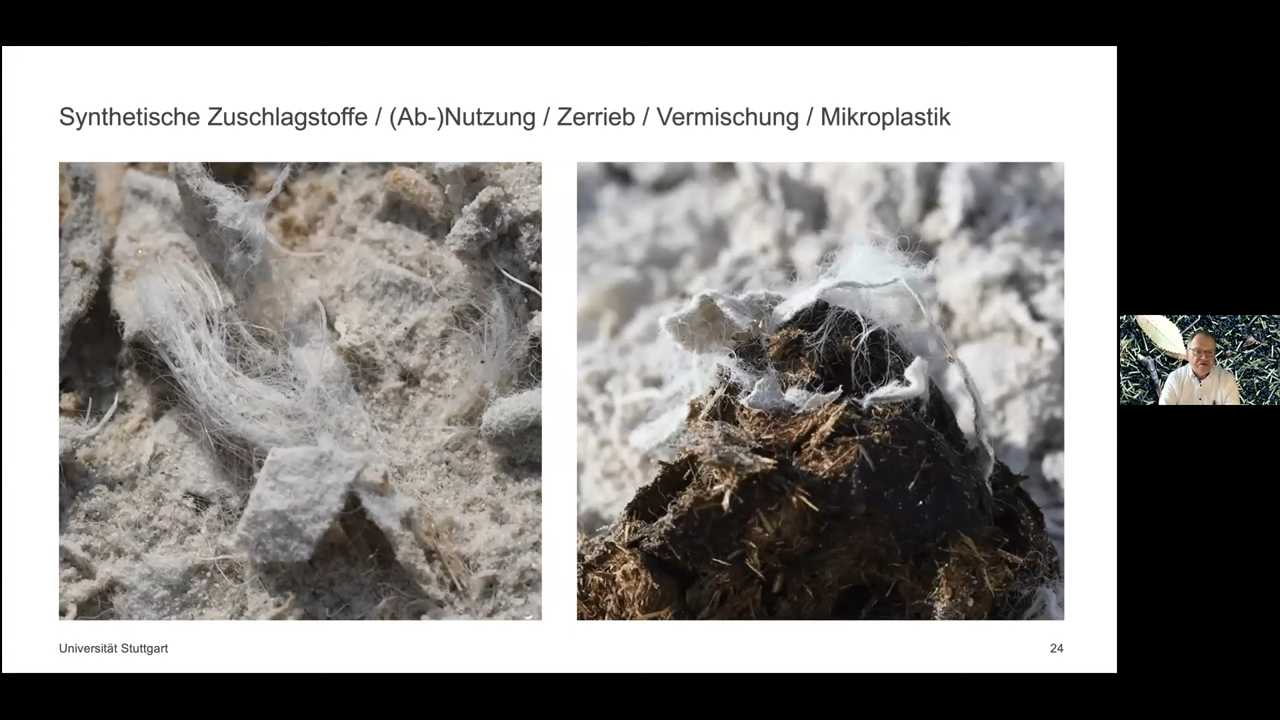 Synthetische Zuschlagstoffe / (Ab-)Nutzung / Zerrieb / Vermischung / Mikroplastik
Universität Stuttgart
24